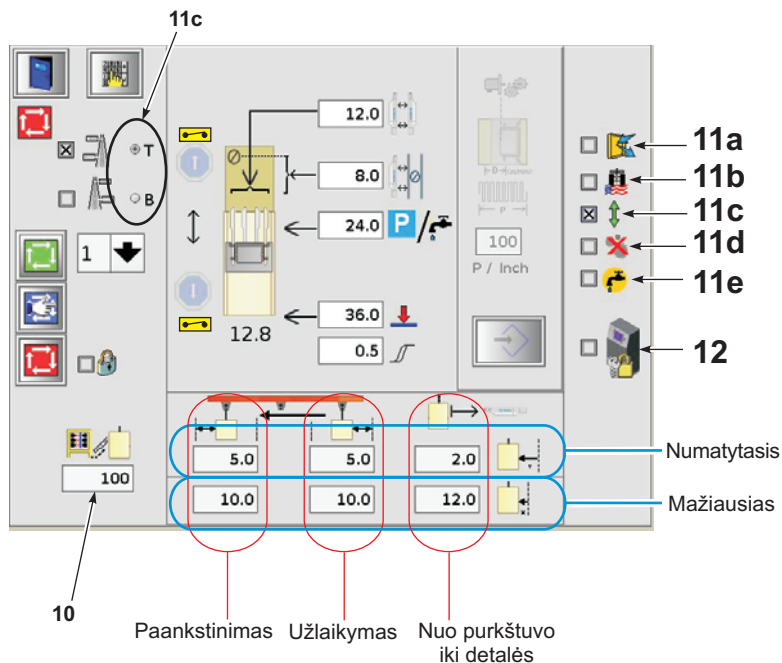 11c
T
B
1
12.0
8.0
24.0 P /
36.0
0.5
12.8
D
P
100
P / Inch
11a
11b
11c
11d
11e
12
100
5.0 5.0 2.0
10.0 10.0 12.0
Numatytasis
Mažiausias
10
Paankstinimas
Užlaikymas
Nuo purkštuvo
iki detalės